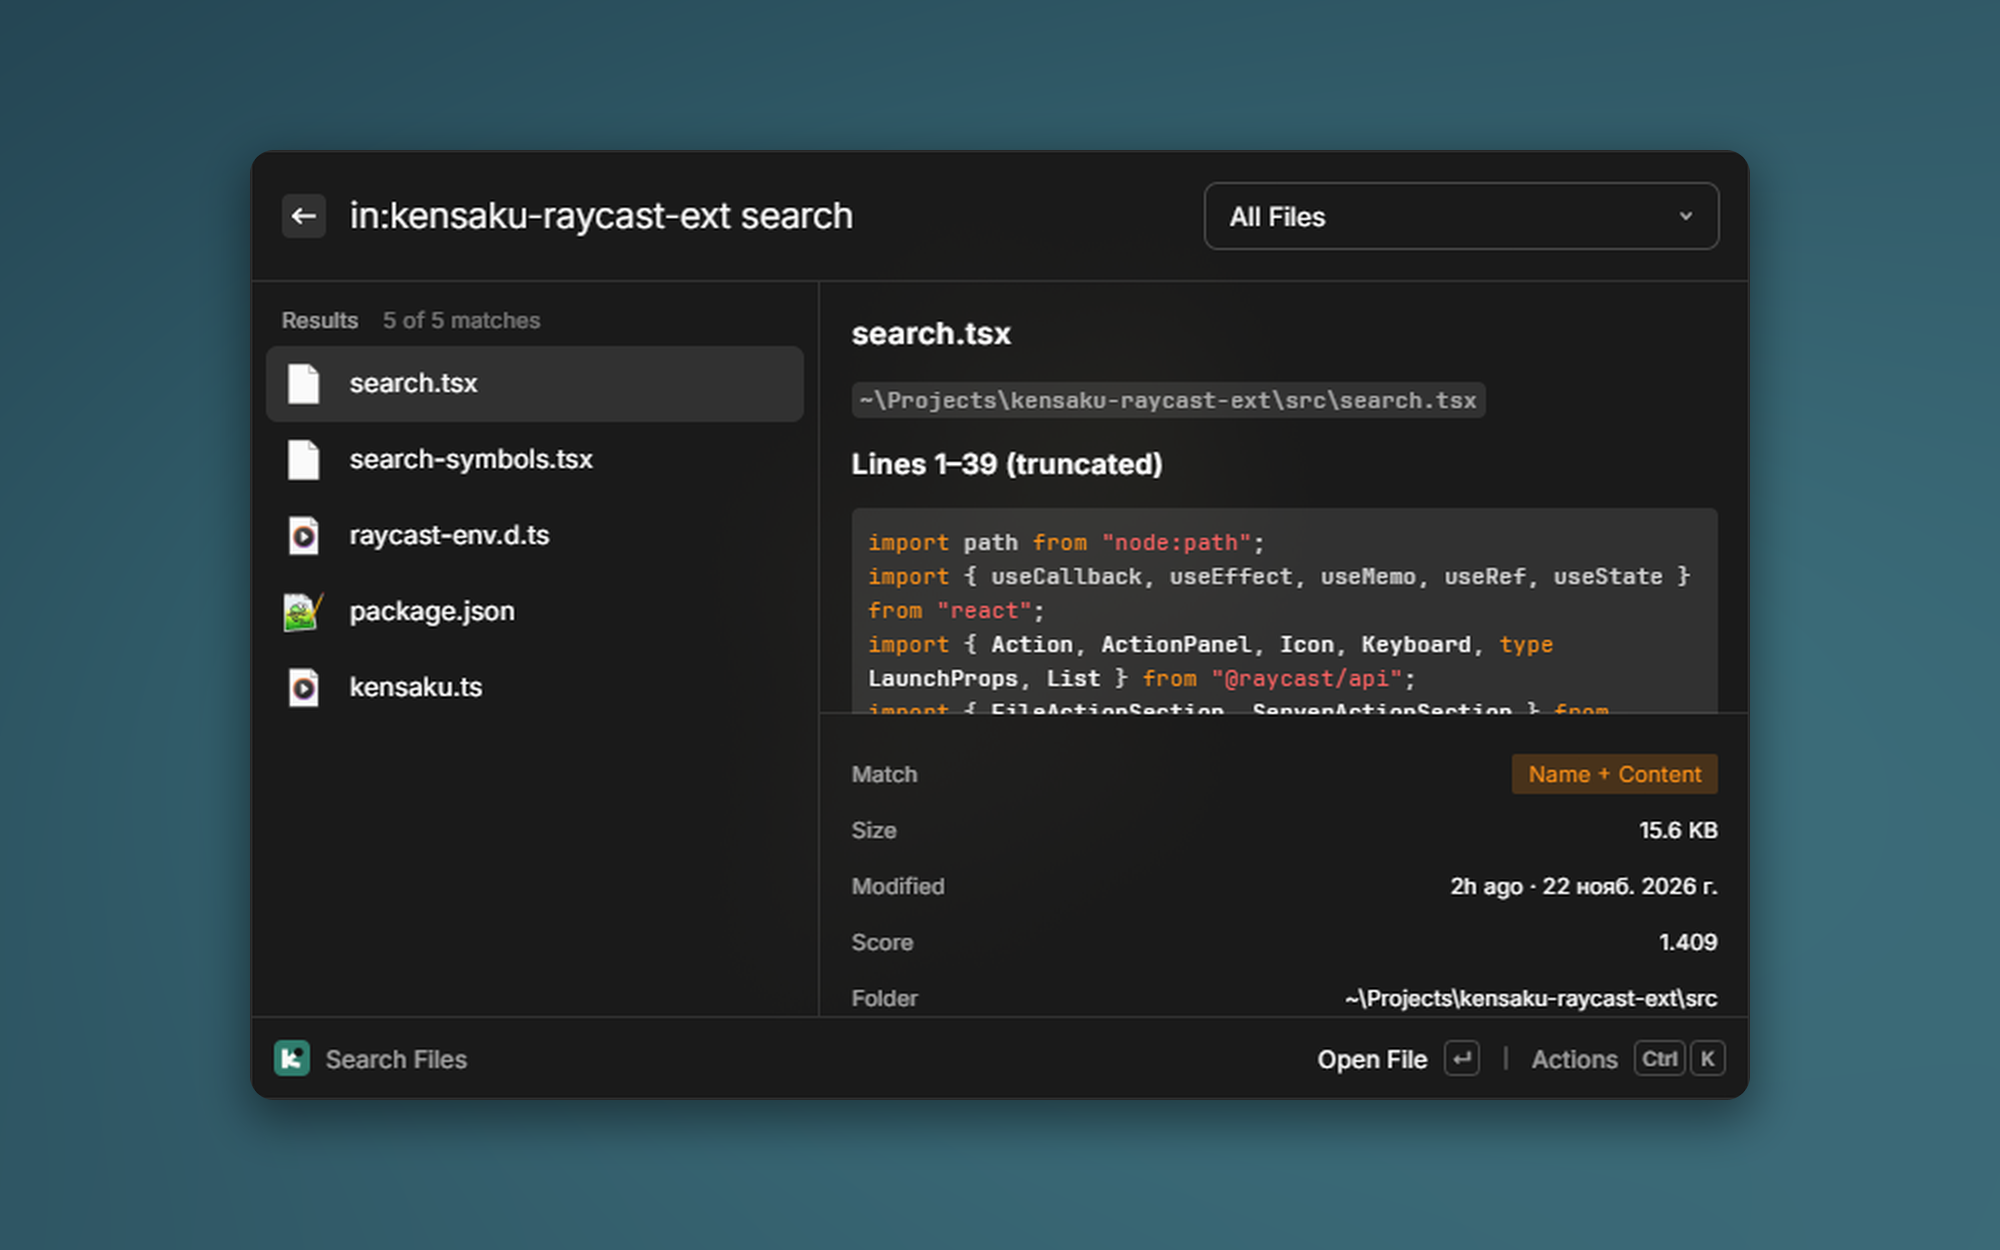 in:kensaku-raycast-ext search
All Files
Results 5 of 5 matches
search.tsx
search-symbols.tsx
raycast-env.d.ts
package.json
kensaku.ts
search.tsx
~\Projects\kensaku-raycast-ext\src\search.tsx
Lines 1–39 (truncated)
import path from "node:path";
import { useCallback, useEffect, useMemo, useRef, useState }
from "react";
import { Action, ActionPanel, Icon, Keyboard, type
LaunchProps, List } from "@raycast/api";
import { FileActionSection, ServerActionSection } from
Match Name + Content
Size 15.6 KB
Modified 2h ago · 22 нояб. 2026 г.
Score 1.409
Folder ~\Projects\kensaku-raycast-ext\src
Search Files
Open File
Actions Ctrl K